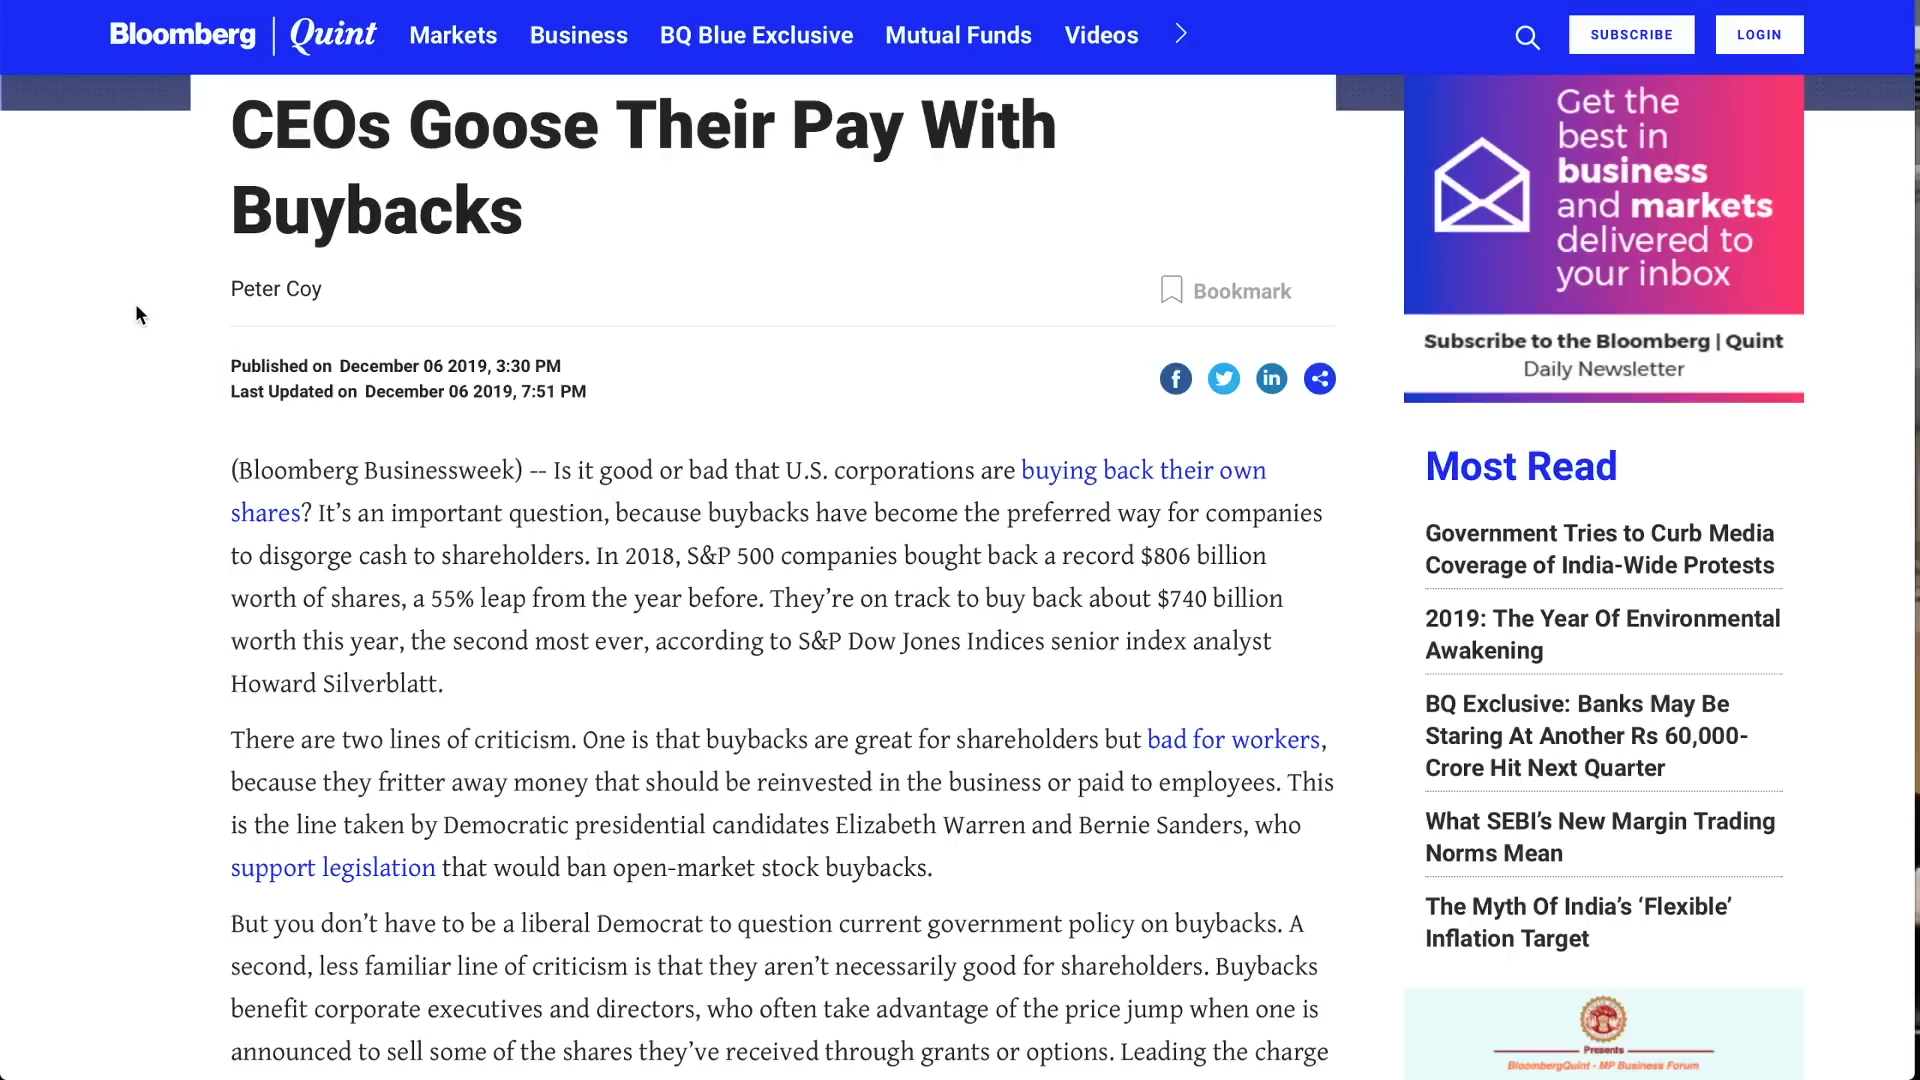 Bloomberg | Quint Markets Business BQ Blue Exclusive Mutual Funds Videos SUBSCRIBE LOGIN
CEOs Goose Their Pay With
Buybacks
Peter Coy
Bookmark
Published on December 06 2019, 3:30 PM
Last Updated on December 06 2019, 7:51 PM
(Bloomberg Businessweek) -- Is it good or bad that U.S. corporations are buying back their own
shares? It’s an important question, because buybacks have become the preferred way for companies
to disgorge cash to shareholders. In 2018, S&P 500 companies bought back a record $806 billion
worth of shares, a 55% leap from the year before. They’re on track to buy back about $740 billion
worth this year, the second most ever, according to S&P Dow Jones Indices senior index analyst
Howard Silverblatt.
There are two lines of criticism. One is that buybacks are great for shareholders but bad for workers,
because they fritter away money that should be reinvested in the business or paid to employees. This
is the line taken by Democratic presidential candidates Elizabeth Warren and Bernie Sanders, who
support legislation that would ban open-market stock buybacks.
But you don’t have to be a liberal Democrat to question current government policy on buybacks. A
second, less familiar line of criticism is that they aren’t necessarily good for shareholders. Buybacks
benefit corporate executives and directors, who often take advantage of the price jump when one is
announced to sell some of the shares they’ve received through grants or options. Leading the charge
Get the
best in
business
and markets
delivered to
your inbox
Subscribe to the Bloomberg | Quint
Daily Newsletter
Most Read
Government Tries to Curb Media
Coverage of India-Wide Protests
2019: The Year Of Environmental
Awakening
BQ Exclusive: Banks May Be
Staring At Another Rs 60,000-
Crore Hit Next Quarter
What SEBI’s New Margin Trading
Norms Mean
The Myth Of India’s ‘Flexible’
Inflation Target
Presents
BloombergQuint - MP Business Forum